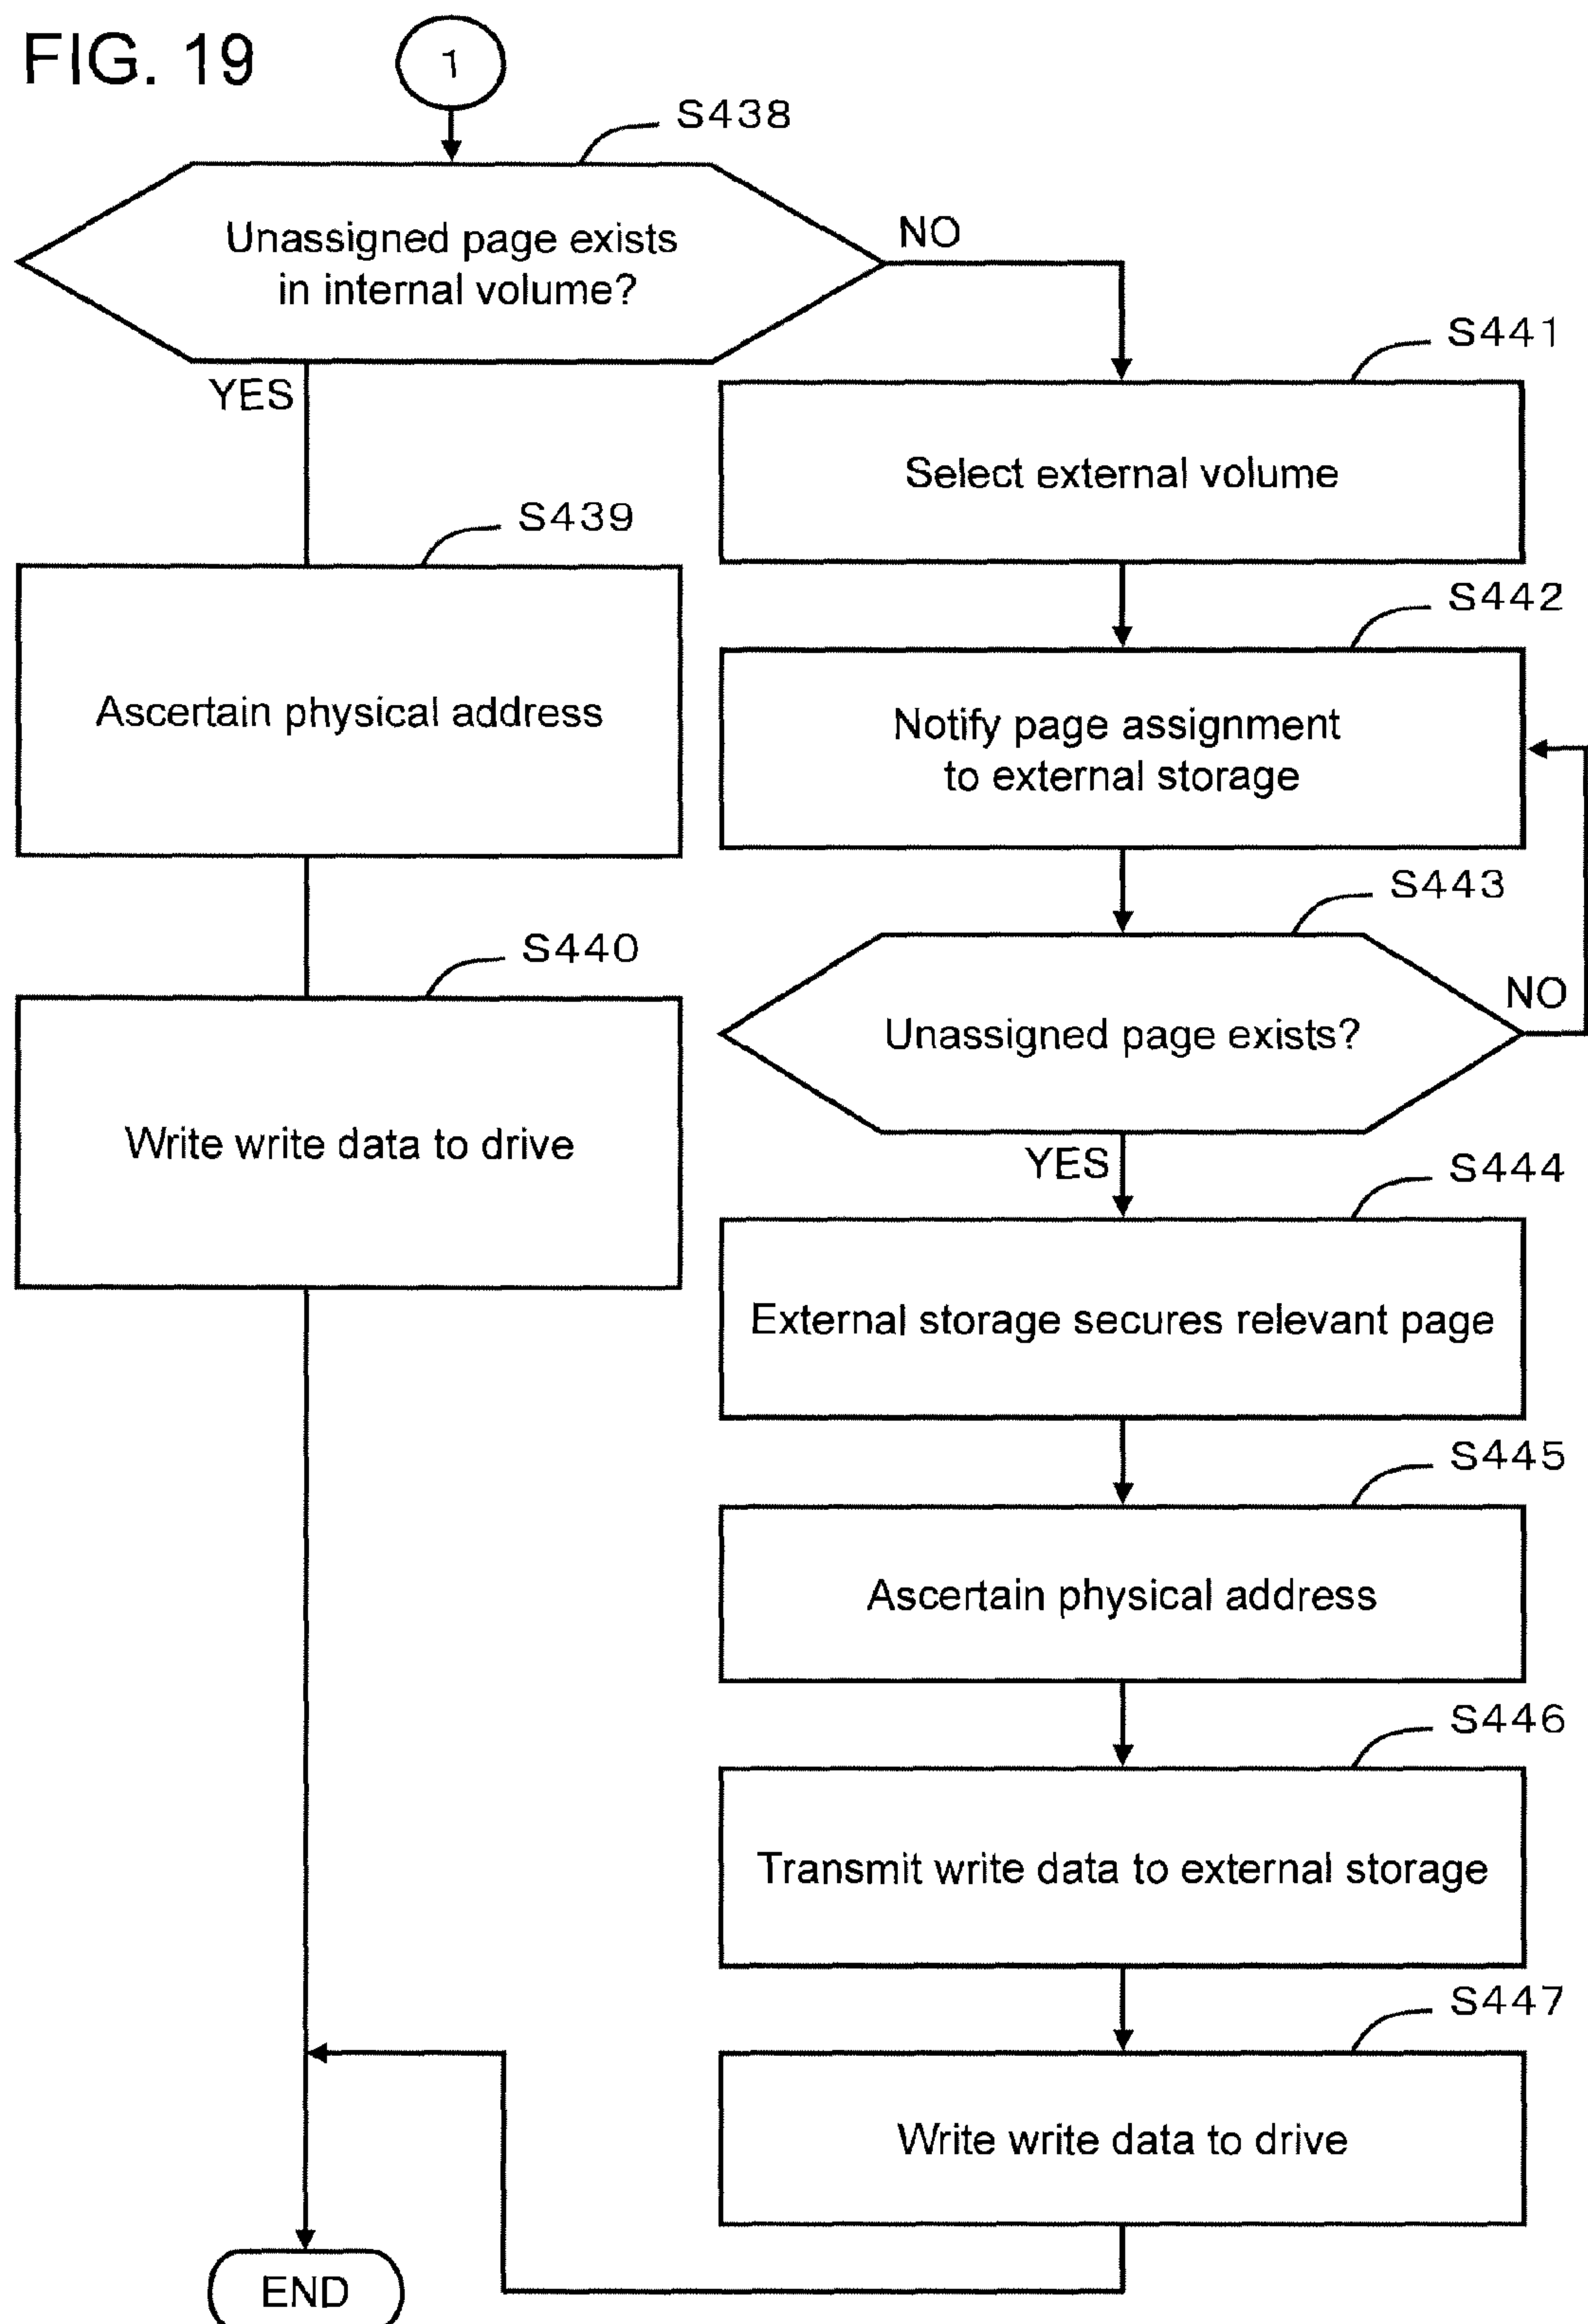 FIG. 19
1
S438
Unassigned page exists
in internal volume?
NO
YES
S441
Select external volume
S439
Ascertain physical address
S442
Notify page assignment
to external storage
S443
Unassigned page exists?
NO
YES
S440
Write write data to drive
S444
External storage secures relevant page
S445
Ascertain physical address
S446
Transmit write data to external storage
S447
Write write data to drive
END